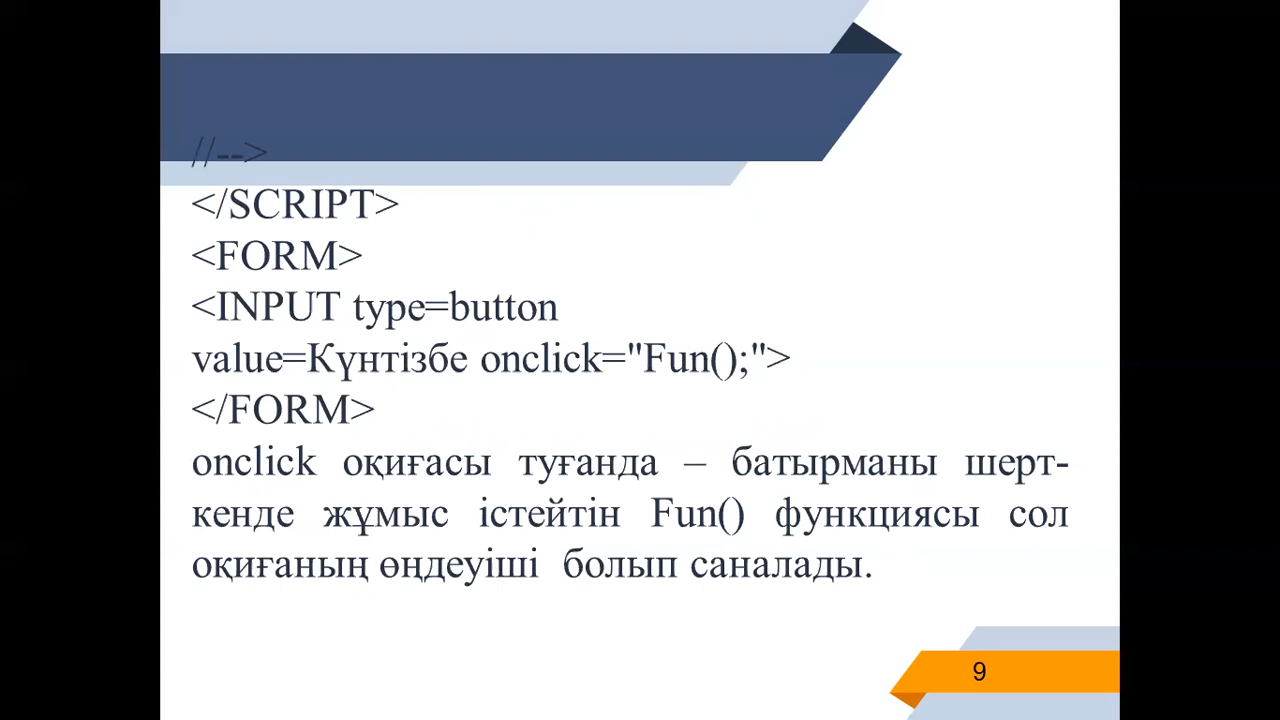 //-->
</SCRIPT>
<FORM>
<INPUT type=button
value=Күнтізбе onclick="Fun();">
</FORM>
onclick оқиғасы туғанда – батырманы шерт-
кенде жұмыс істейтін Fun() функциясы сол
оқиғаның өңдеуіші болып саналады.
9